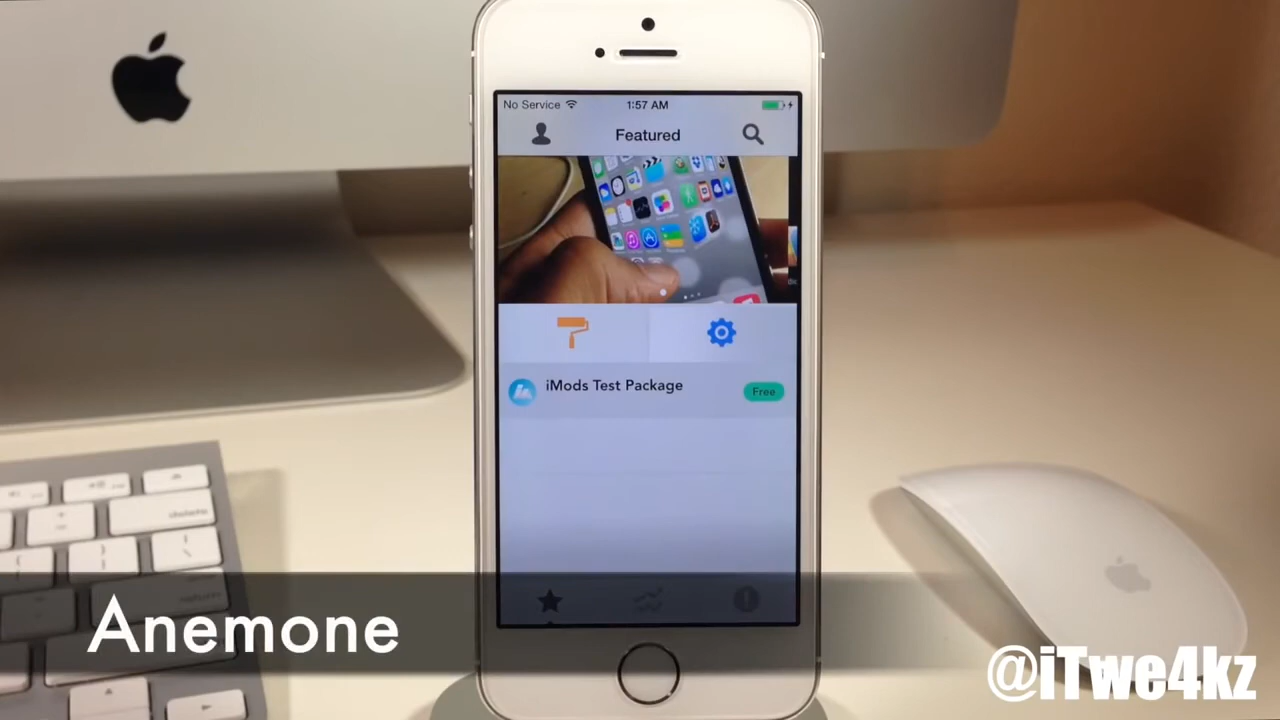 No Service 1:57 AM
Featured
iMods Test Package
Free
Anemone
@iTwe4kz